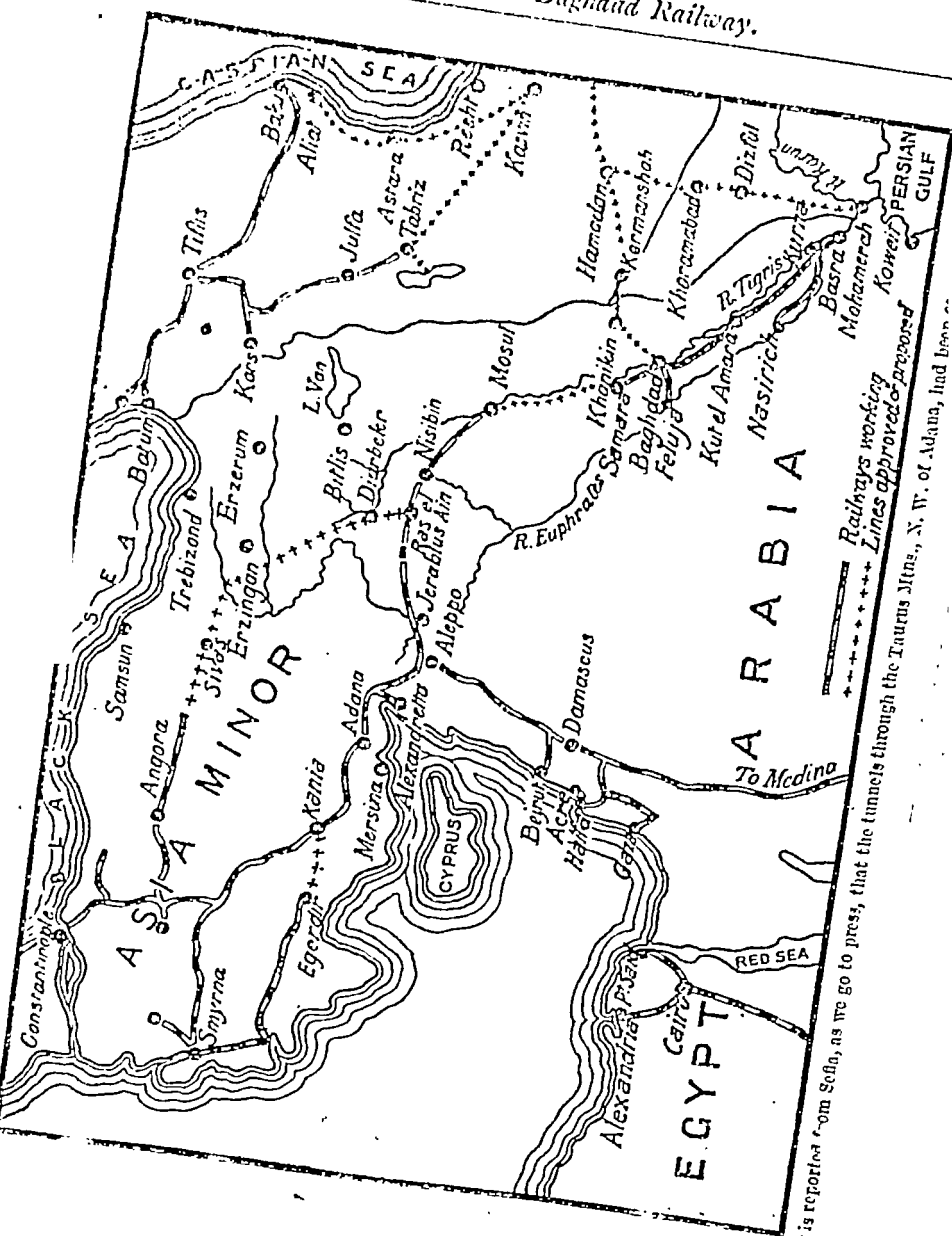 Baghdad Railway.
CASPIAN SEA
Baku
Aliat
Astara
Recht
Kasvin
Tiflis
Julfa
Tabriz
Kars
Batum
BLACK SEA
Trebizond
Samsun
Erzerum
Erzingan
Sivas
L. Van
Bitlis
Diarbekr
Mosul
Nisibin
Ras el Ain
Jerablus
Aleppo
Hamadan
Kermanshah
Khoramabad
Dizful
R. Karun
PERSIAN
GULF
Koweit
Mohamerah
Basra
Kurna
R. Tigris
Khanikin
Samara
Baghdad
Feluja
Kut el Amara
Nasirich
R. Euphrates
Constantinople
Angora
ASIA MINOR
Smyrna
Egerdir
Konia
Adana
Mersina
Alexandretta
CYPRUS
Damascus
Beyrut
Acre
Haifa
Gaza
To Medina
ARABIA
Alexandria
P. Said
Cairo
EGYPT
RED SEA
Railways working
Lines approved or proposed
is reported from Sofia, as we go to press, that the tunnels through the Taurus Mtns., N. W. of Adana, had been